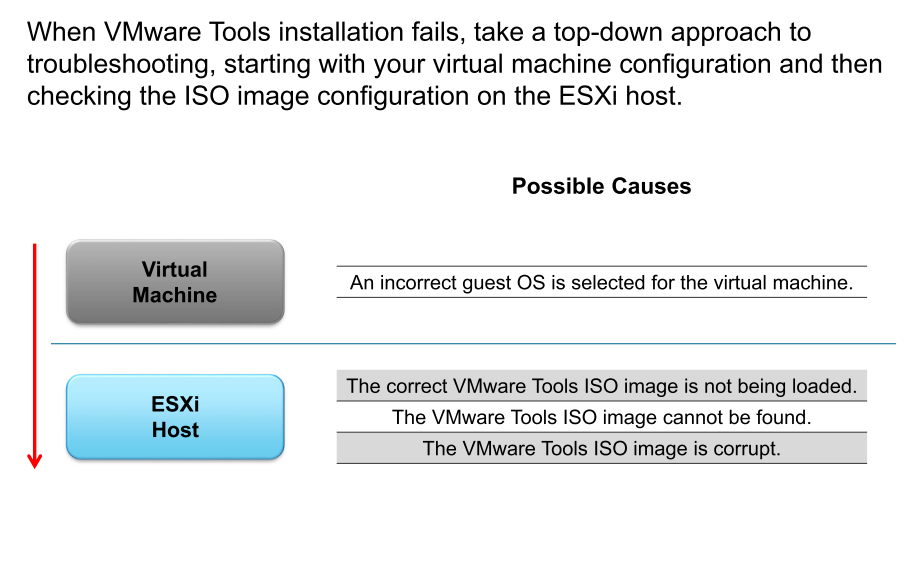 When VMware Tools installation fails, take a top-down approach to
troubleshooting, starting with your virtual machine configuration and then
checking the ISO image configuration on the ESXi host.
Possible Causes
Virtual
Machine
An incorrect guest OS is selected for the virtual machine.
ESXi
Host
The correct VMware Tools ISO image is not being loaded.
The VMware Tools ISO image cannot be found.
The VMware Tools ISO image is corrupt.